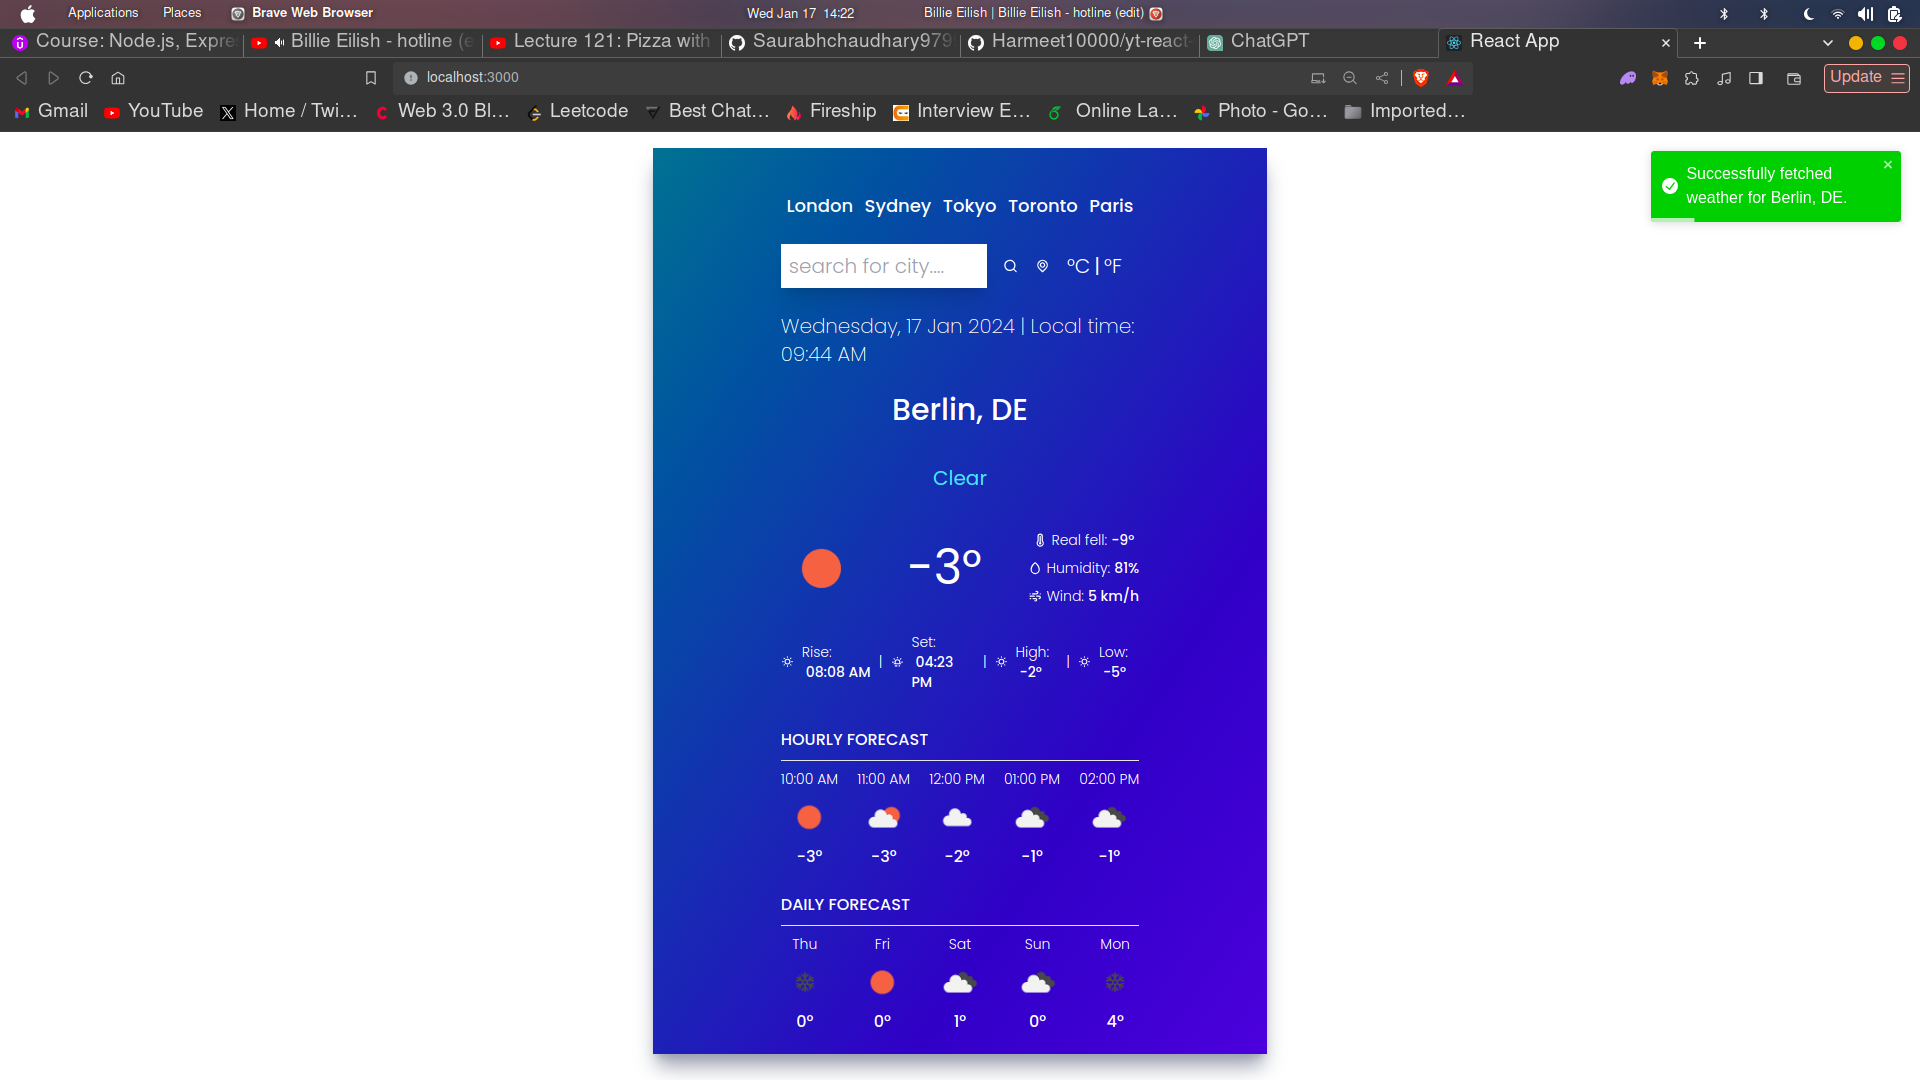 Applications Places Brave Web Browser Wed Jan 17 14:22 Billie Eilish | Billie Eilish - hotline (edit)
Course: Node.js, Expre Billie Eilish - hotline (e Lecture 121: Pizza with Saurabhchaudhary979 Harmeet10000/yt-react- ChatGPT React App
localhost:3000 Update
Gmail YouTube Home / Twi... Web 3.0 Bl... Leetcode Best Chat... Fireship Interview E... Online La... Photo - Go... Imported...
Successfully fetched
weather for Berlin, DE.
London Sydney Tokyo Toronto Paris
search for city.... °C | °F
Wednesday, 17 Jan 2024 | Local time:
09:44 AM
Berlin, DE
Clear
-3°
Real fell: -9°
Humidity: 81%
Wind: 5 km/h
Rise: 08:08 AM | Set: 04:23 PM | High: -2° | Low: -5°
HOURLY FORECAST
10:00 AM 11:00 AM 12:00 PM 01:00 PM 02:00 PM
-3° -3° -2° -1° -1°
DAILY FORECAST
Thu Fri Sat Sun Mon
0° 0° 1° 0° 4°